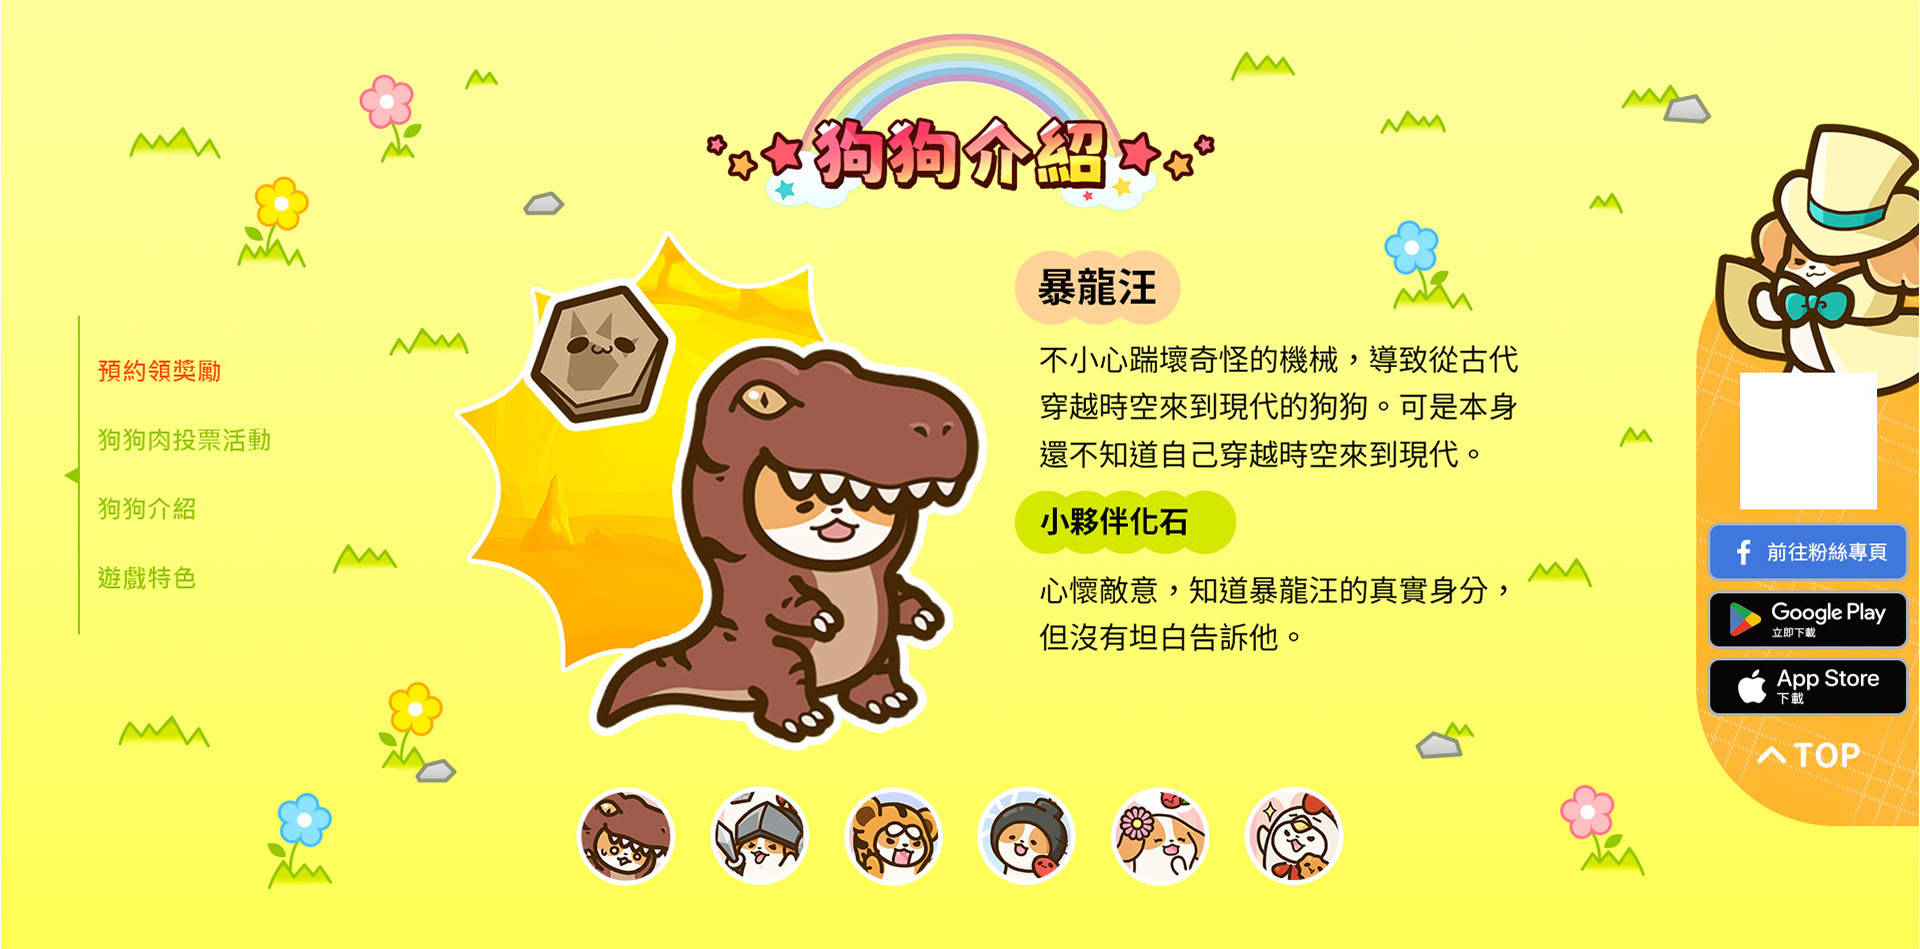 狗狗介紹
預約領獎勵
狗狗肉投票活動
狗狗介紹
遊戲特色
暴龍汪
不小心踹壞奇怪的機械，導致從古代
穿越時空來到現代的狗狗。可是本身
還不知道自己穿越時空來到現代。
小夥伴化石
心懷敵意，知道暴龍汪的真實身分，
但沒有坦白告訴他。
前往粉絲專頁
Google Play
立即下載
App Store
下載
TOP